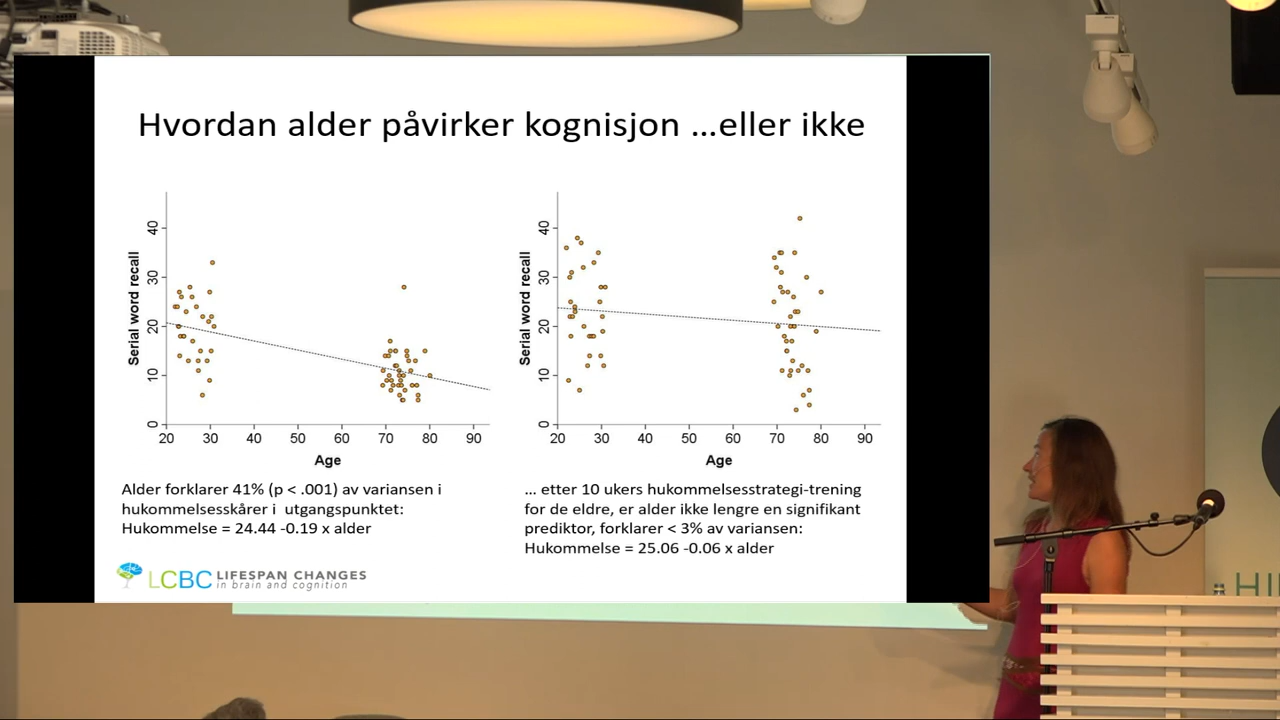 Hvordan alder påvirker kognisjon ...eller ikke
Serial word recall
40
30
20
10
0
20 30 40 50 60 70 80 90
Age
Serial word recall
40
30
20
10
0
20 30 40 50 60 70 80 90
Age
Alder forklarer 41% (p < .001) av variansen i
hukommelsesskårer i utgangspunktet:
Hukommelse = 24.44 -0.19 x alder
... etter 10 ukers hukommelsesstrategi-trening
for de eldre, er alder ikke lengre en signifikant
prediktor, forklarer < 3% av variansen:
Hukommelse = 25.06 -0.06 x alder
LCBC LIFESPAN CHANGES
in brain and cognition